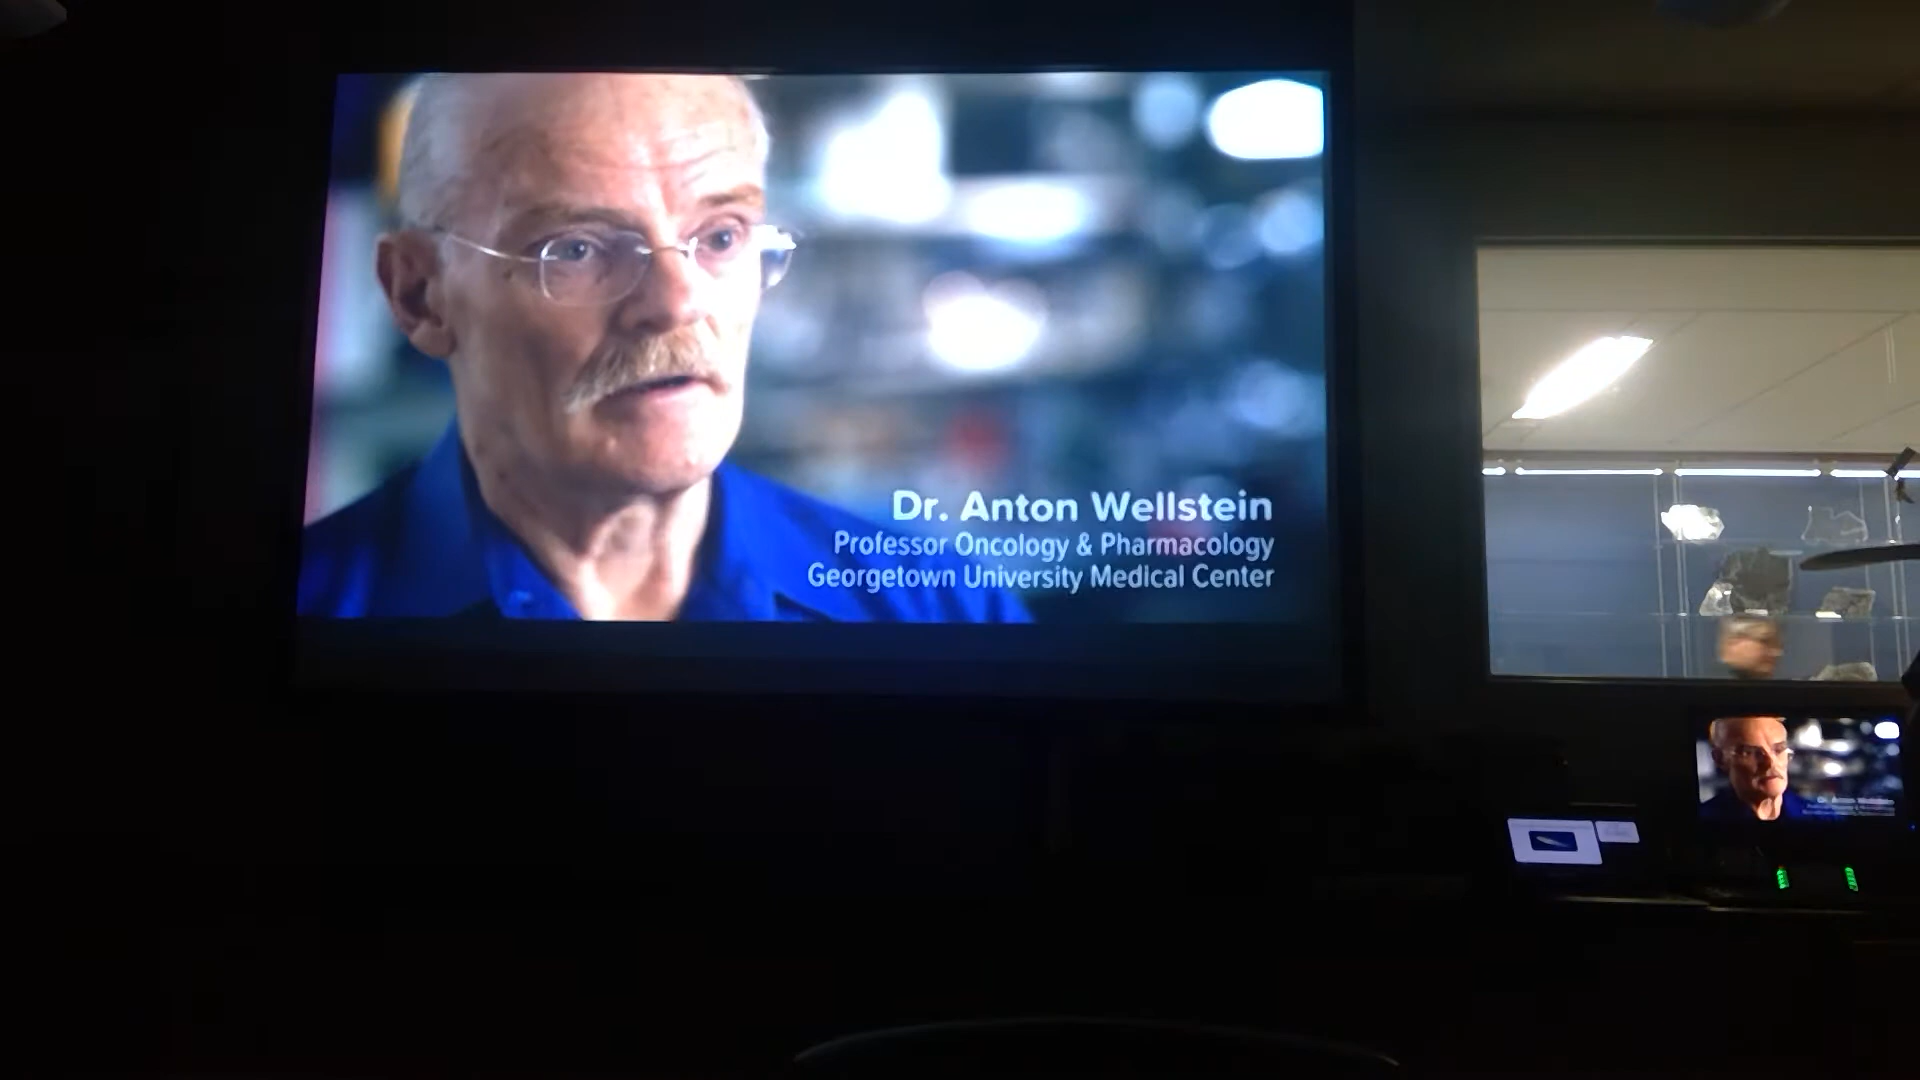 Dr. Anton Wellstein
Professor Oncology & Pharmacology
Georgetown University Medical Center